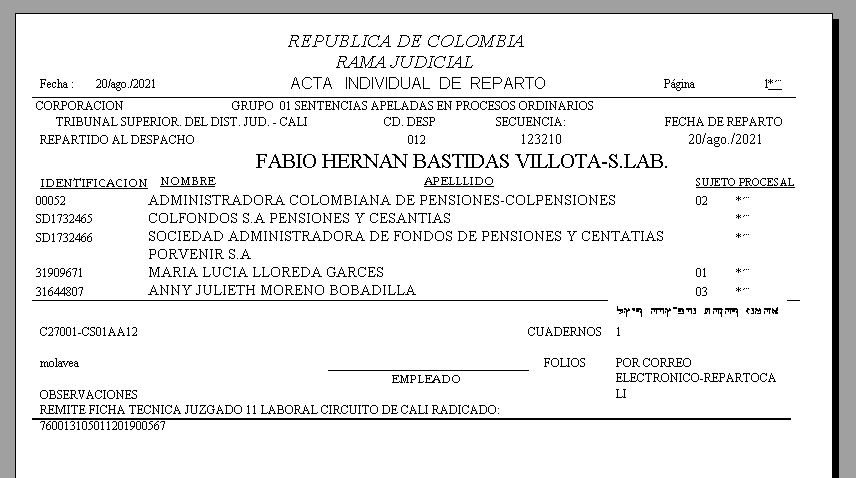 REPUBLICA DE COLOMBIA
RAMA JUDICIAL
Fecha : 20/ago./2021 ACTA INDIVIDUAL DE REPARTO Página 1*~
CORPORACION GRUPO 01 SENTENCIAS APELADAS EN PROCESOS ORDINARIOS
TRIBUNAL SUPERIOR. DEL DIST. JUD. - CALI CD. DESP SECUENCIA: FECHA DE REPARTO
REPARTIDO AL DESPACHO 012 123210 20/ago./2021
FABIO HERNAN BASTIDAS VILLOTA-S.LAB.
IDENTIFICACION NOMBRE APELLLIDO SUJETO PROCESAL
00052 ADMINISTRADORA COLOMBIANA DE PENSIONES-COLPENSIONES 02 *~
SD1732465 COLFONDOS S.A PENSIONES Y CESANTIAS *~
SD1732466 SOCIEDAD ADMINISTRADORA DE FONDOS DE PENSIONES Y CENTATIAS *~
PORVENIR S.A
31909671 MARIA LUCIA LLOREDA GARCES 01 *~
31644807 ANNY JULIETH MORENO BOBADILLA 03 *~
C27001-CS01AA12 CUADERNOS 1
molavea FOLIOS POR CORREO
EMPLEADO ELECTRONICO-REPARTOCA
OBSERVACIONES LI
REMITE FICHA TECNICA JUZGADO 11 LABORAL CIRCUITO DE CALI RADICADO:
760013105011201900567